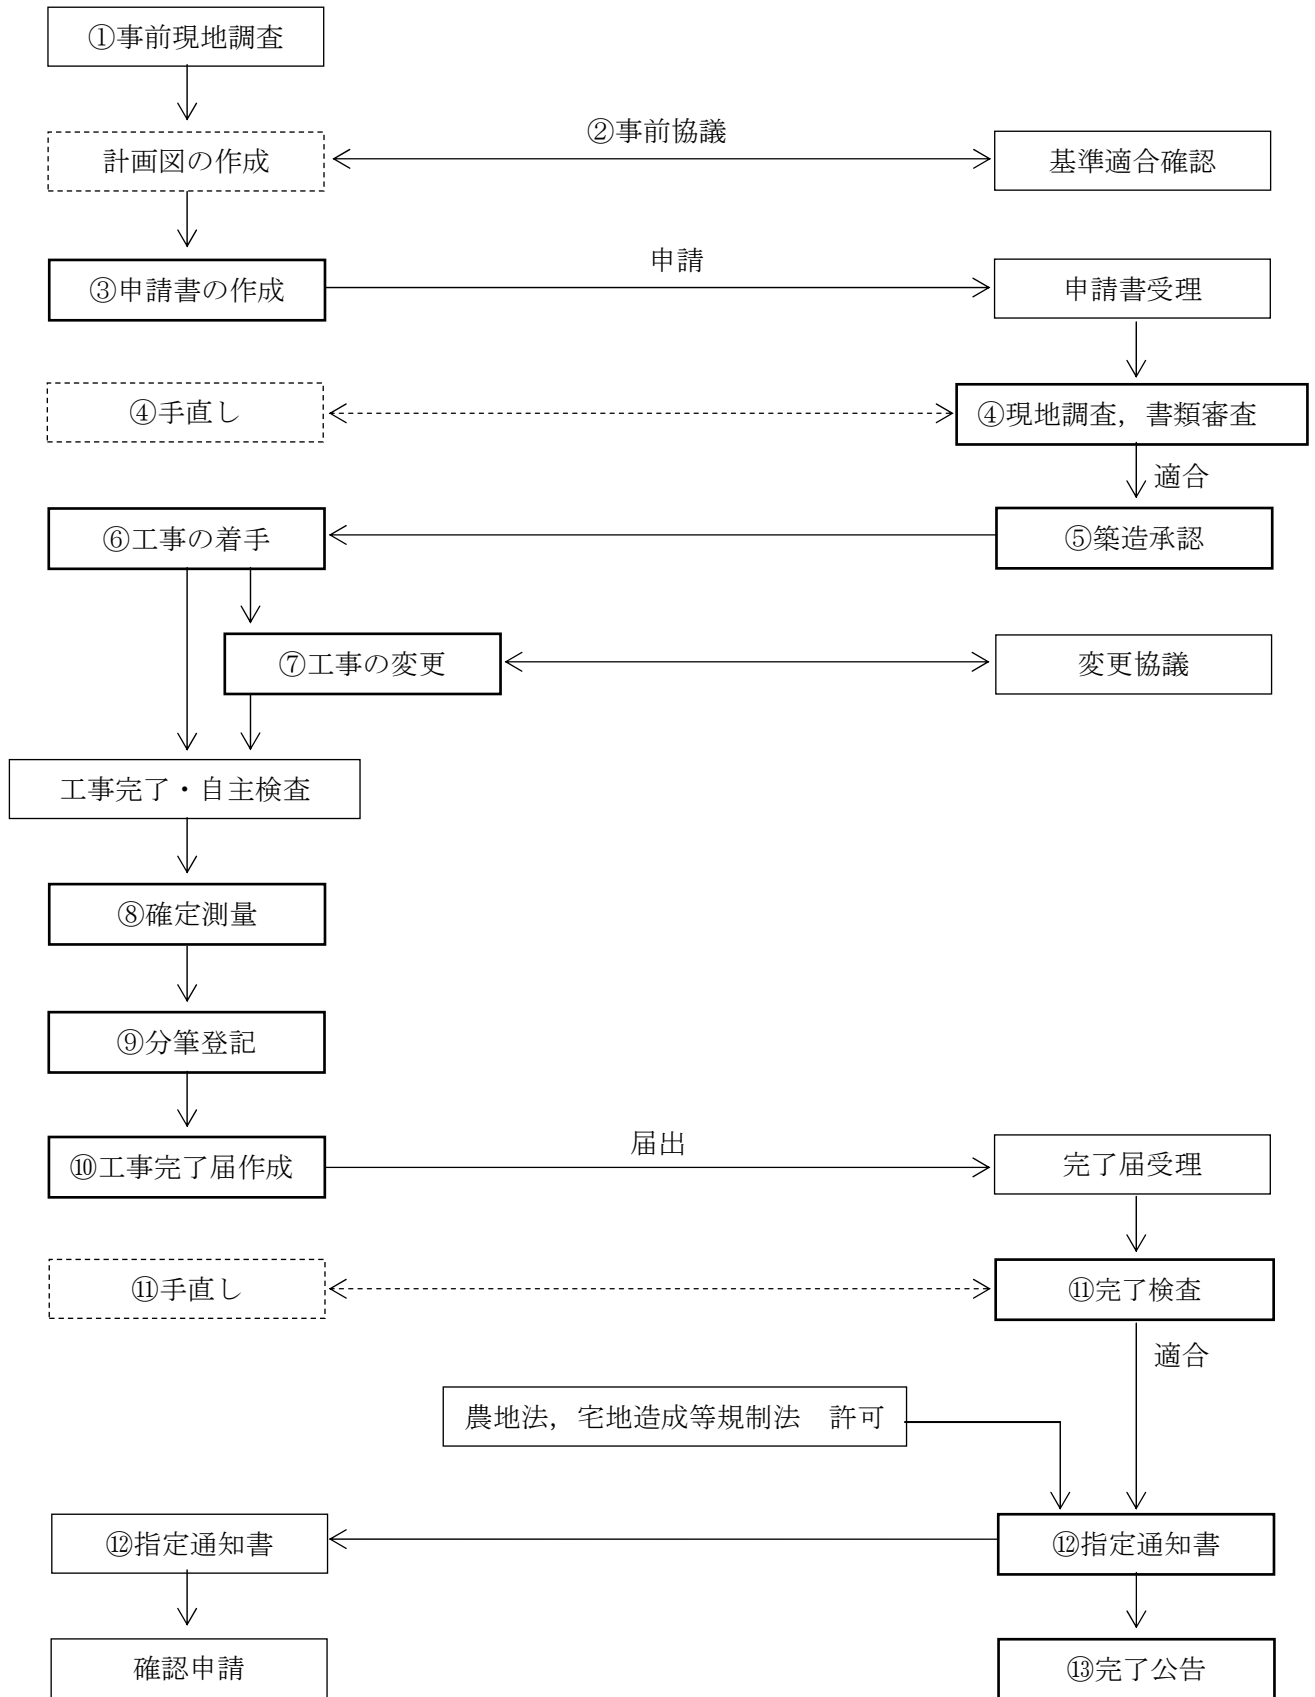 ①事前現地調査
②事前協議
計画図の作成
基準適合確認
申請
③申請書の作成
申請書受理
④手直し
④現地調査，書類審査
適合
⑥工事の着手
⑤築造承認
⑦工事の変更
変更協議
工事完了・自主検査
⑧確定測量
⑨分筆登記
届出
⑩工事完了届作成
完了届受理
⑪手直し
⑪完了検査
適合
農地法，宅地造成等規制法　許可
⑫指定通知書
⑫指定通知書
確認申請
⑬完了公告